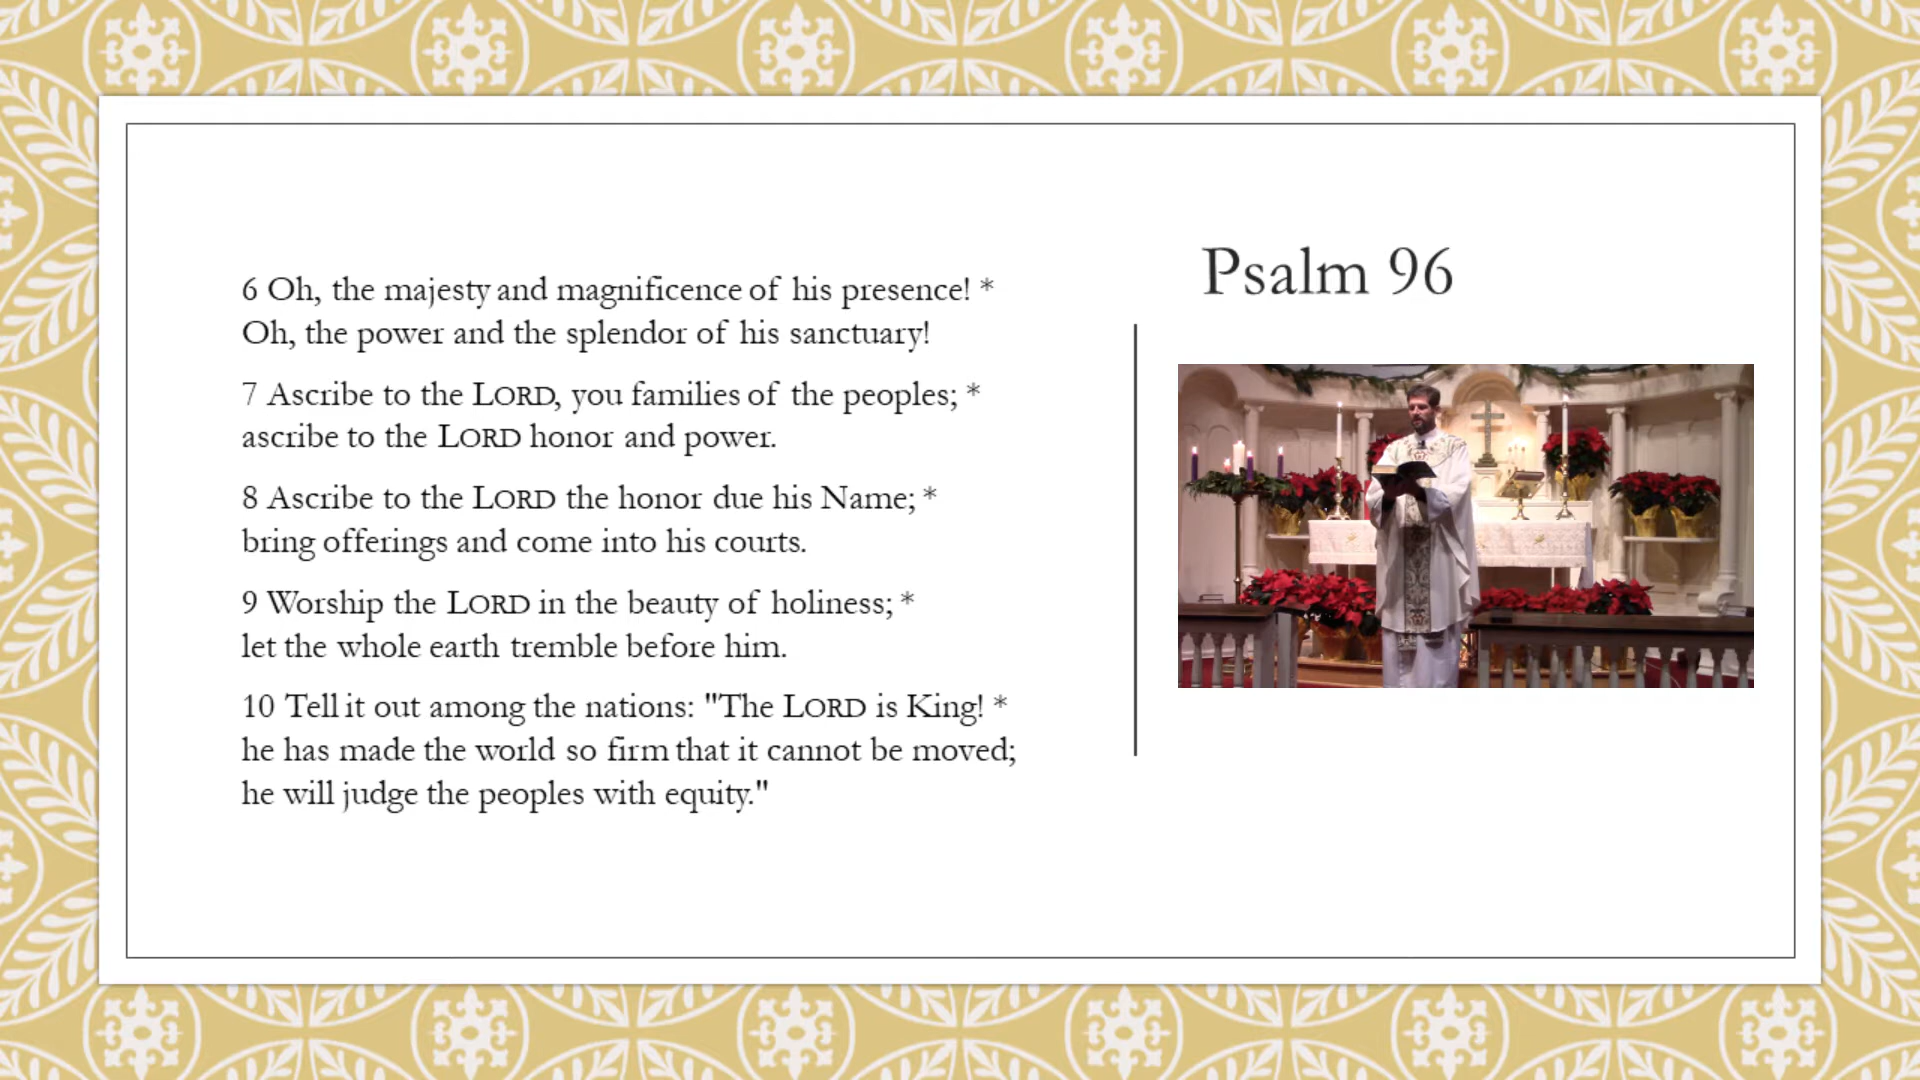 Psalm 96
6 Oh, the majesty and magnificence of his presence! *
Oh, the power and the splendor of his sanctuary!
7 Ascribe to the LORD, you families of the peoples; *
ascribe to the LORD honor and power.
8 Ascribe to the LORD the honor due his Name; *
bring offerings and come into his courts.
9 Worship the LORD in the beauty of holiness; *
let the whole earth tremble before him.
10 Tell it out among the nations: "The LORD is King! *
he has made the world so firm that it cannot be moved;
he will judge the peoples with equity."